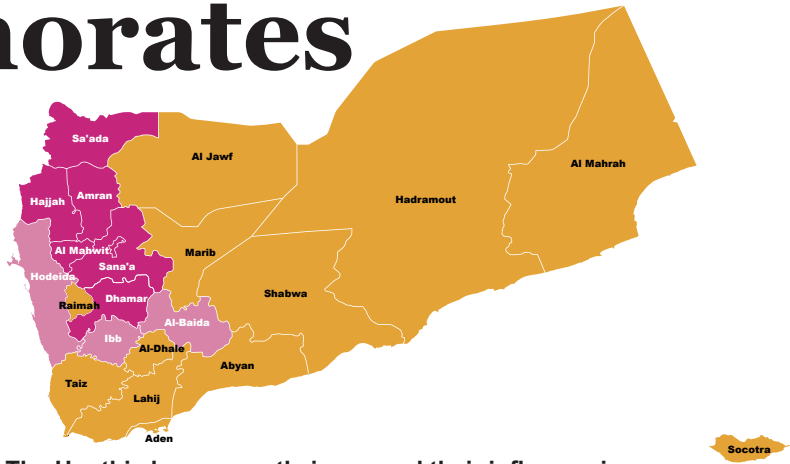 norates
Sa'ada
Al Jawf
Al Mahrah
Hajjah
Amran
Hadramout
Al Mahwit
Marib
Sana'a
Hodeida
Shabwa
Raimah
Dhamar
Al-Baida
Ibb
Al-Dhale
Abyan
Taiz
Lahij
Aden
Socotra